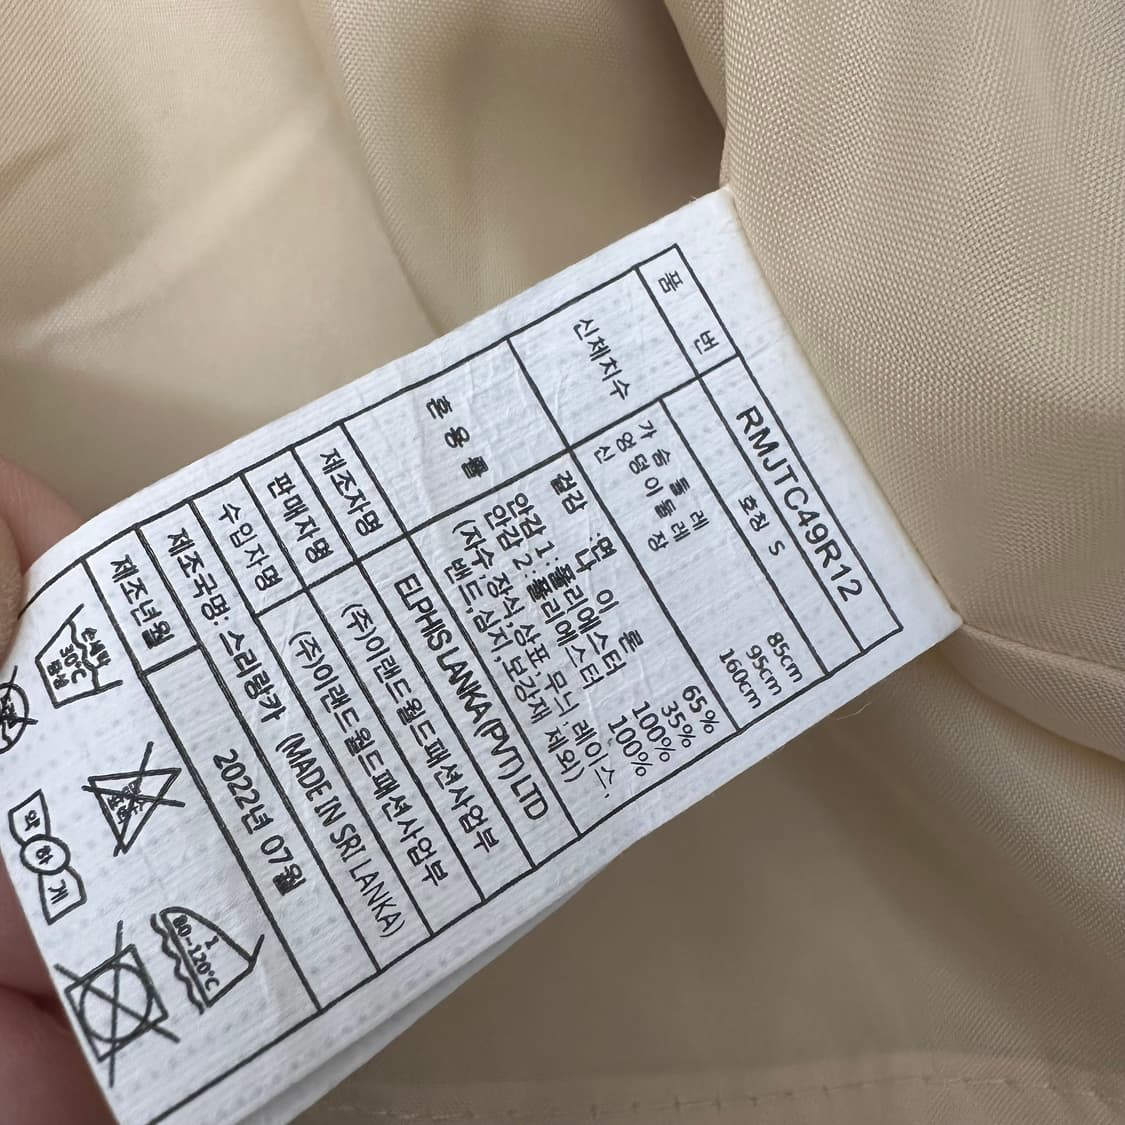 품 번 RMJTC49R12
호칭 S
신체치수 가 슴 둘 레 85cm
엉덩이둘레 95cm
신 장 160cm
혼 용 률 겉감 :면 65%
나 이 론 35%
안감 1 : 폴리에스터 100%
안감 2 : 폴리에스터 100%
(자수, 장식, 상표, 무늬, 레이스,
밴드, 심지, 보강재 제외)
제조자명 ELPHIS LANKA (PVT) LTD
판매자명 (주)이랜드월드패션사업부
수입자명 (주)이랜드월드패션사업부
제조국명: 스리랑카 (MADE IN SRI LANKA)
제조년월 2022년 07월
손세탁
30°C
중성
약 하 게
1
80~120°C